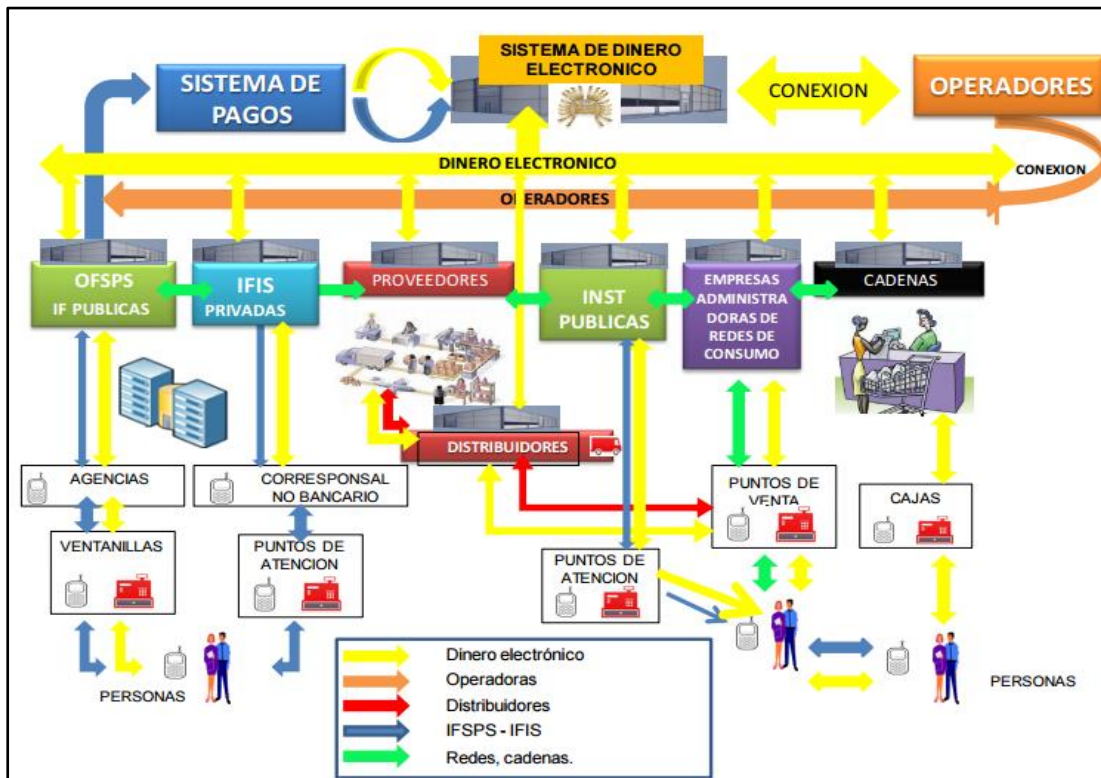 SISTEMA DE DINERO
ELECTRONICO
SISTEMA DE
PAGOS
CONEXION
OPERADORES
DINERO ELECTRONICO
CONEXION
OPERADORES
OFSPS
IF PUBLICAS
IFIS
PRIVADAS
PROVEEDORES
INST
PUBLICAS
EMPRESAS
ADMINISTRA
DORAS DE
REDES DE
CONSUMO
CADENAS
DISTRIBUIDORES
AGENCIAS
CORRESPONSAL
NO BANCARIO
PUNTOS DE
VENTA
CAJAS
VENTANILLAS
PUNTOS DE
ATENCION
PUNTOS DE
ATENCION
PERSONAS
PERSONAS
Dinero electrónico
Operadoras
Distribuidores
IFSPS - IFIS
Redes, cadenas.